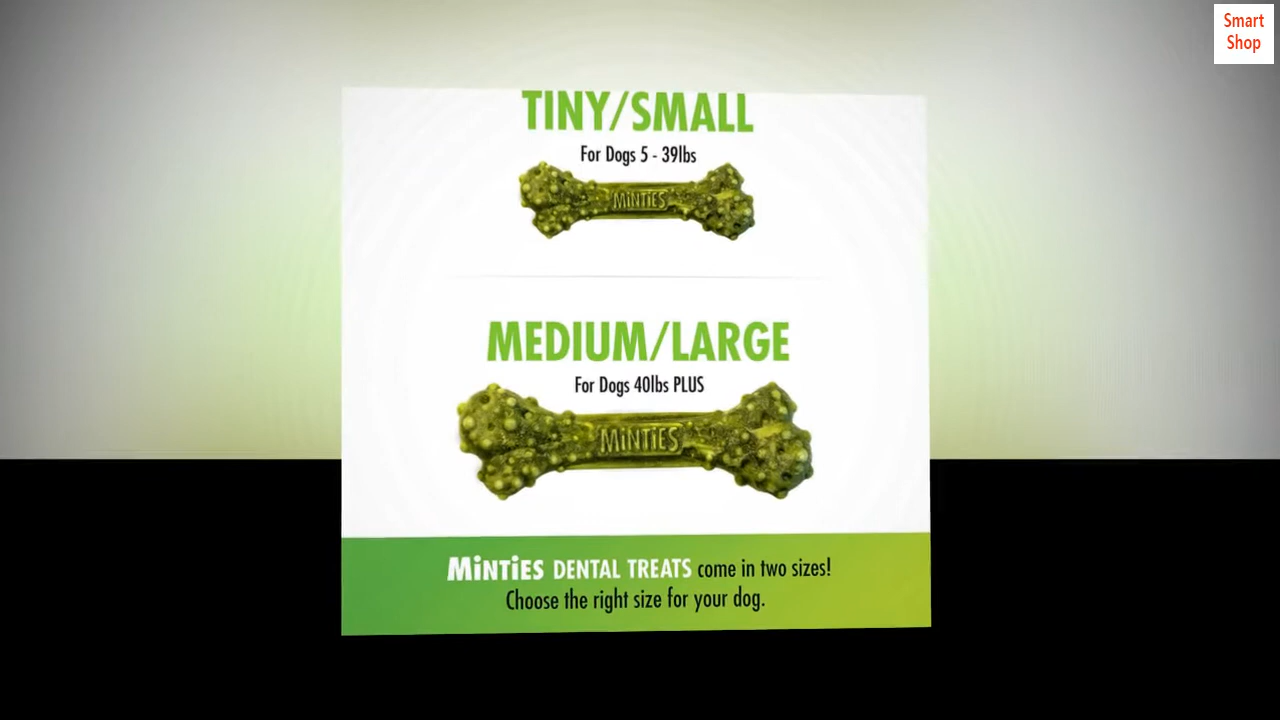 Smart
Shop
TINY/SMALL
For Dogs 5 - 39lbs
MiNTiES
MEDIUM/LARGE
For Dogs 40lbs PLUS
MiNTiES
MiNTiES DENTAL TREATS come in two sizes!
Choose the right size for your dog.